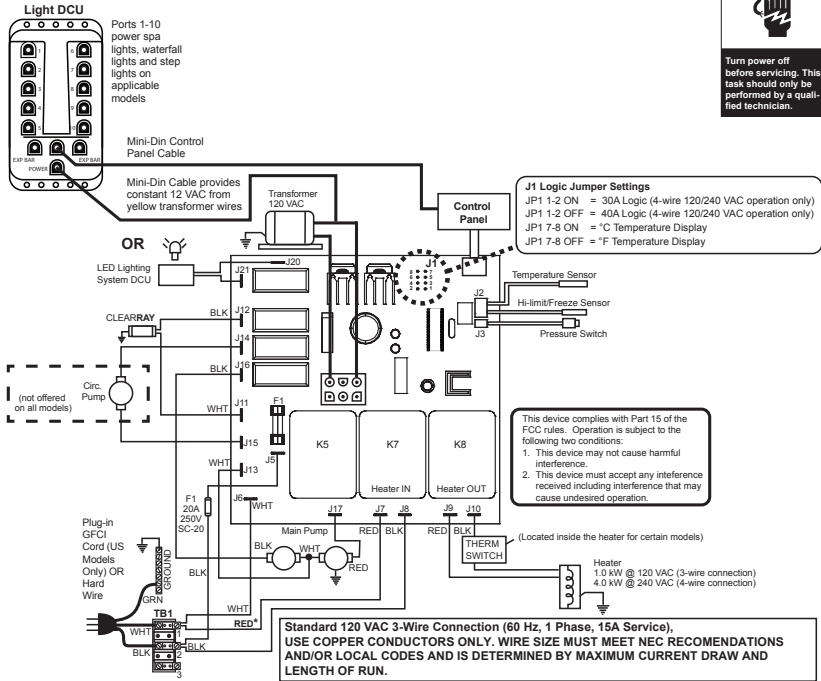 Light DCU
Ports 1-10
power spa
lights, waterfall
lights and step
lights on
applicable
models
1
2
3
4
5
6
7
8
9
EXP BAR
EXP BAR
POWER
Mini-Din Control
Panel Cable
Mini-Din Cable provides
constant 12 VAC from
yellow transformer wires
Transformer
120 VAC
Control
Panel
Turn power off
before servicing. This
task should only be
performed by a quali-
fied technician.
J1 Logic Jumper Settings
JP1 1-2 ON = 30A Logic (4-wire 120/240 VAC operation only)
JP1 1-2 OFF = 40A Logic (4-wire 120/240 VAC operation only)
JP1 7-8 ON = °C Temperature Display
JP1 7-8 OFF = °F Temperature Display
OR
LED Lighting
System DCU
J20
J21
J1
Temperature Sensor
J2
Hi-limit/Freeze Sensor
J3
Pressure Switch
CLEARRAY
BLK
J12
J14
BLK
J16
(not offered
on all models)
Circ.
Pump
WHT
J11
F1
J15
J5
WHT
J13
K5
K7
K8
Heater IN
Heater OUT
This device complies with Part 15 of the
FCC rules. Operation is subject to the
following two conditions:
1. This device may not cause harmful
interference.
2. This device must accept any inteference
received including interference that may
cause undesired operation.
F1
20A
250V
SC-20
J6
WHT
J17
J7
J8
J9
J10
Main Pump
RED
BLK
RED
BLK
THERM
SWITCH
(Located inside the heater for certain models)
BLK
WHT
RED
Heater
1.0 kW @ 120 VAC (3-wire connection)
4.0 kW @ 240 VAC (4-wire connection)
Plug-in
GFCI
Cord (US
Models
Only) OR
Hard
Wire
GROUND
GRN
BLK
TB1
WHT
RED*
WHT
1
BLK
BLK
2
3
Standard 120 VAC 3-Wire Connection (60 Hz, 1 Phase, 15A Service),
USE COPPER CONDUCTORS ONLY. WIRE SIZE MUST MEET NEC RECOMENDATIONS
AND/OR LOCAL CODES AND IS DETERMINED BY MAXIMUM CURRENT DRAW AND
LENGTH OF RUN.